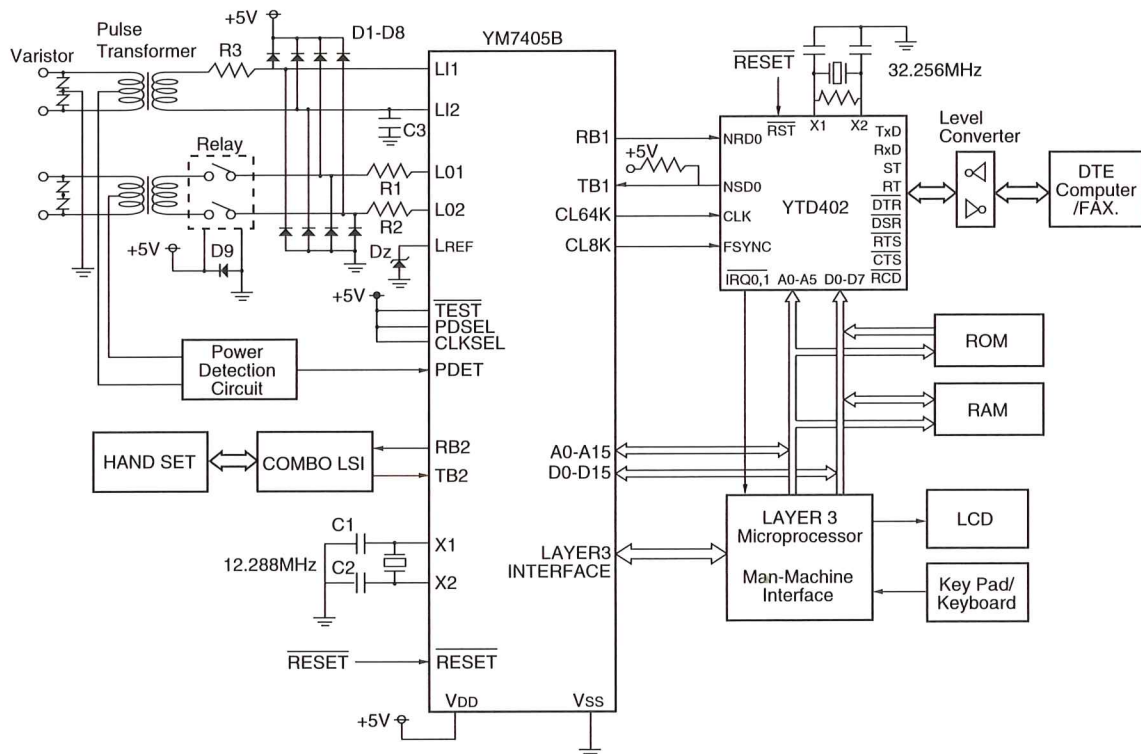 Pulse
Transformer
Varistor
+5V
D1-D8
R3
C3
Relay
R1
R2
D9
+5V
Dz
+5V
Power
Detection
Circuit
HAND SET
COMBO LSI
C1
C2
12.288MHz
RESET
+5V
YM7405B
LI1
LI2
L01
L02
LREF
TEST
PDSEL
CLKSEL
PDET
RB2
TB2
X1
X2
RESET
VDD
VSS
RB1
TB1
CL64K
CL8K
A0-A15
D0-D15
LAYER3
INTERFACE
RESET
32.256MHz
+5V
RST
X1
X2
NRD0
NSD0
CLK
FSYNC
YTD402
TxD
RxD
ST
RT
DTR
DSR
RTS
CTS
RCD
IRQ0,1
A0-A5
D0-D7
Level
Converter
DTE
Computer
/FAX.
ROM
RAM
LAYER 3
Microprocessor
Man-Machine
Interface
LCD
Key Pad/
Keyboard